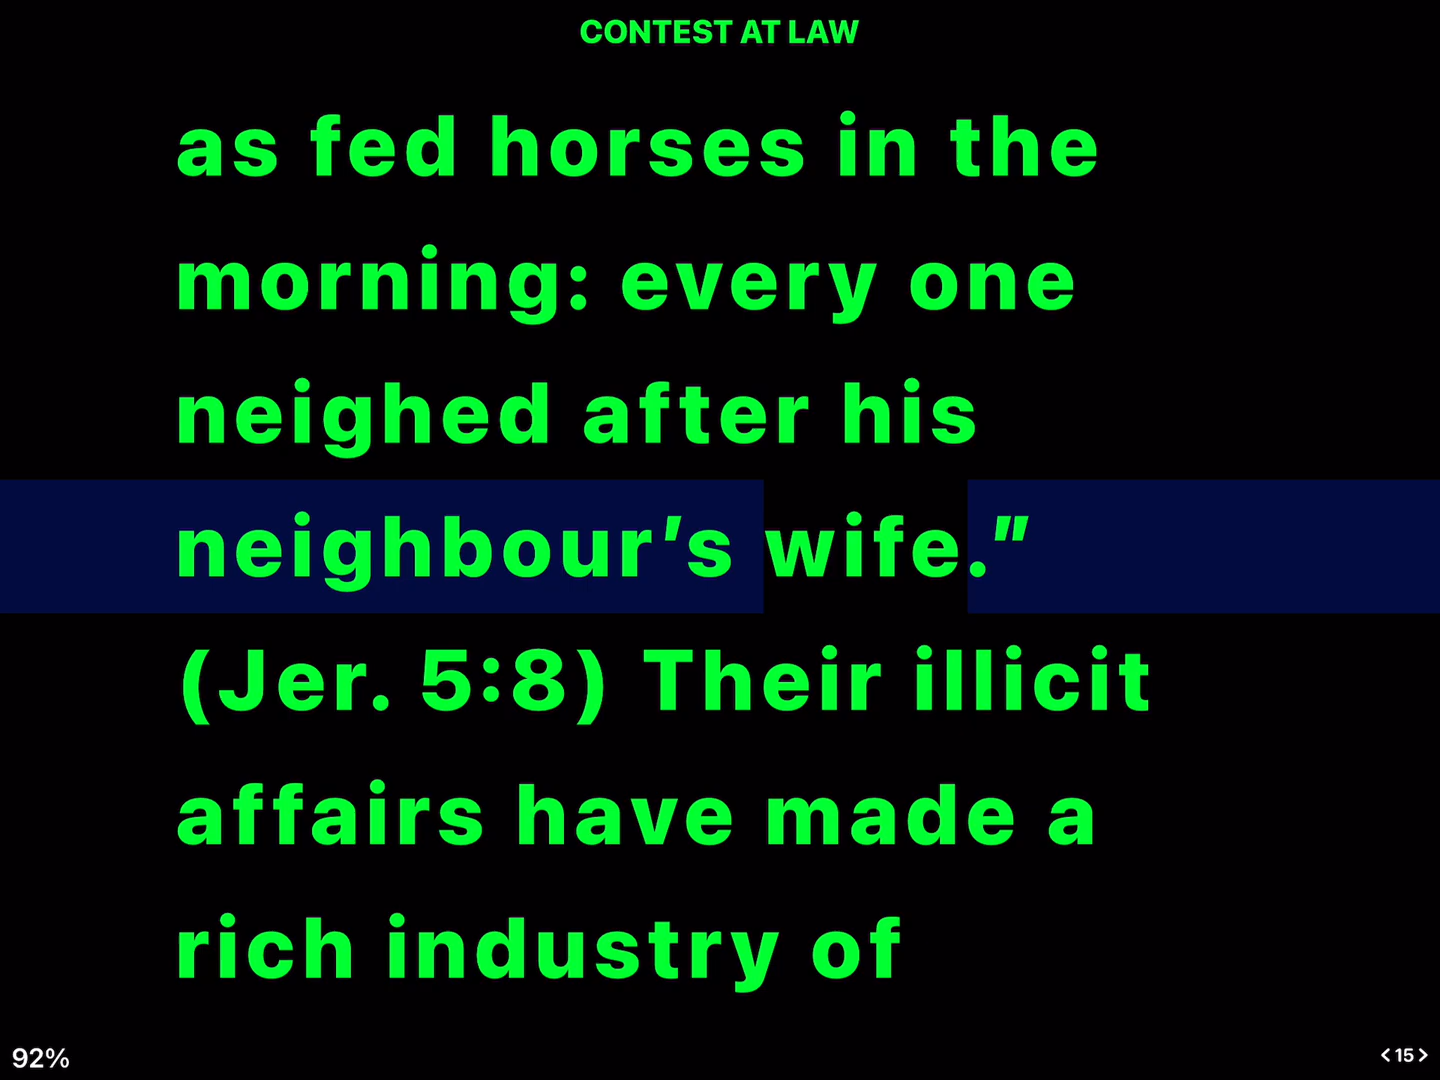 CONTEST AT LAW
as fed horses in the
morning: every one
neighed after his
neighbour’s wife.”
(Jer. 5:8) Their illicit
affairs have made a
rich industry of
92%
<15>